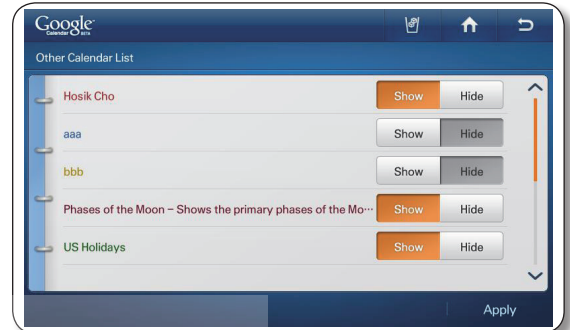 Google
Calendar BETA
Other Calendar List
Hosik Cho Show Hide
aaa Show Hide
bbb Show Hide
Phases of the Moon – Shows the primary phases of the Mo··· Show Hide
US Holidays Show Hide
Apply